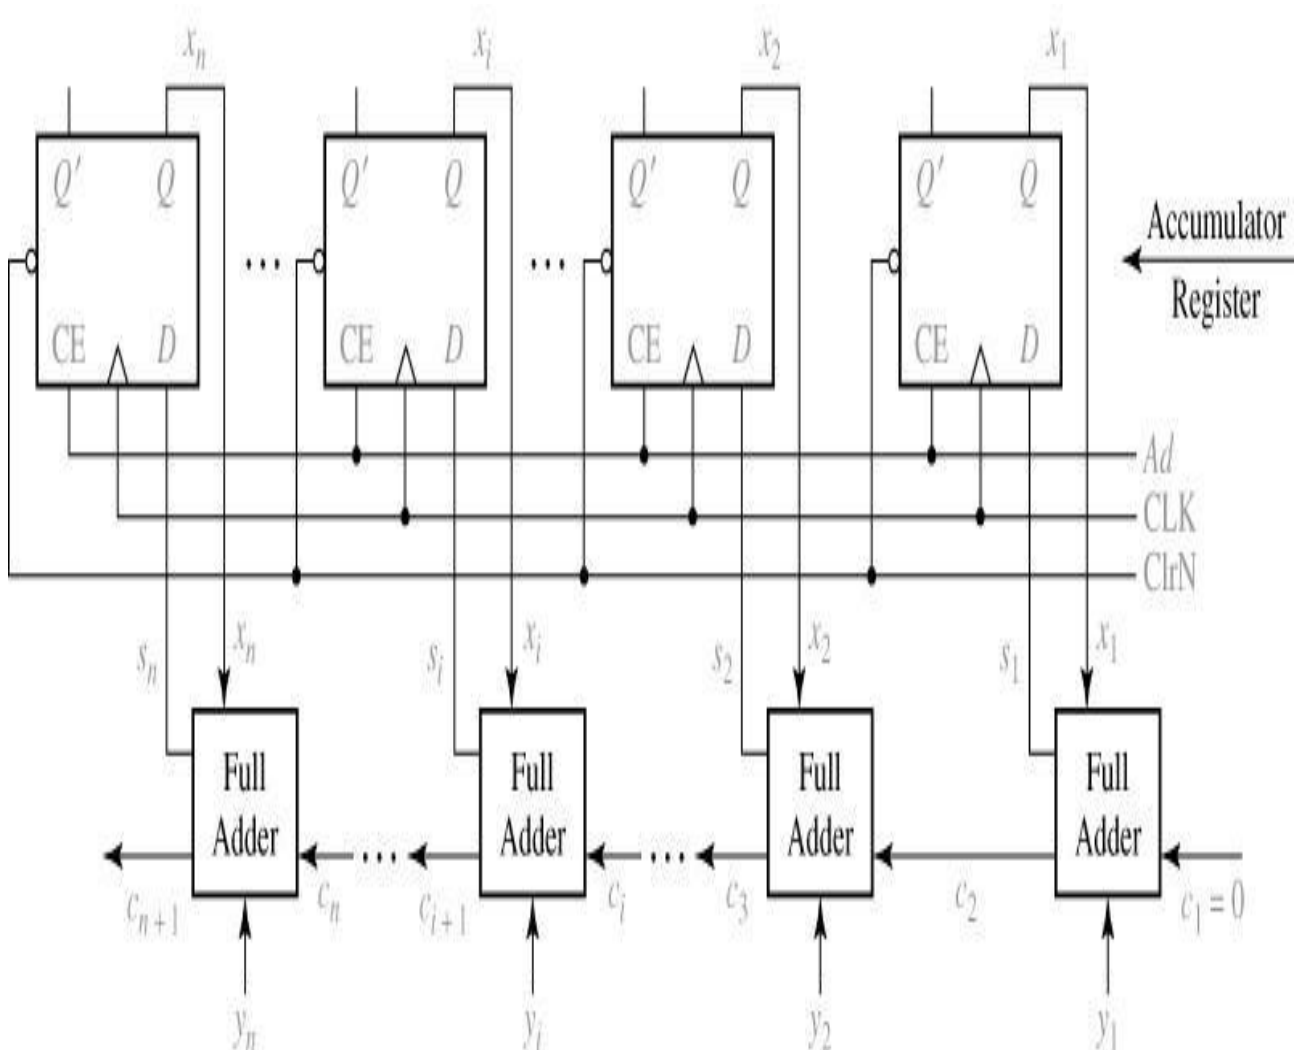 xₙ xᵢ x₂ x₁
Q′ Q Q′ Q Q′ Q Q′ Q
... ...
Accumulator
Register
CE D CE D CE D CE D
Ad
CLK
ClrN
sₙ xₙ sᵢ xᵢ s₂ x₂ s₁ x₁
Full Full Full Full
Adder Adder Adder Adder
... ...
cₙ₊₁ cₙ cᵢ₊₁ cᵢ c₃ c₂ c₁ = 0
yₙ yᵢ y₂ y₁